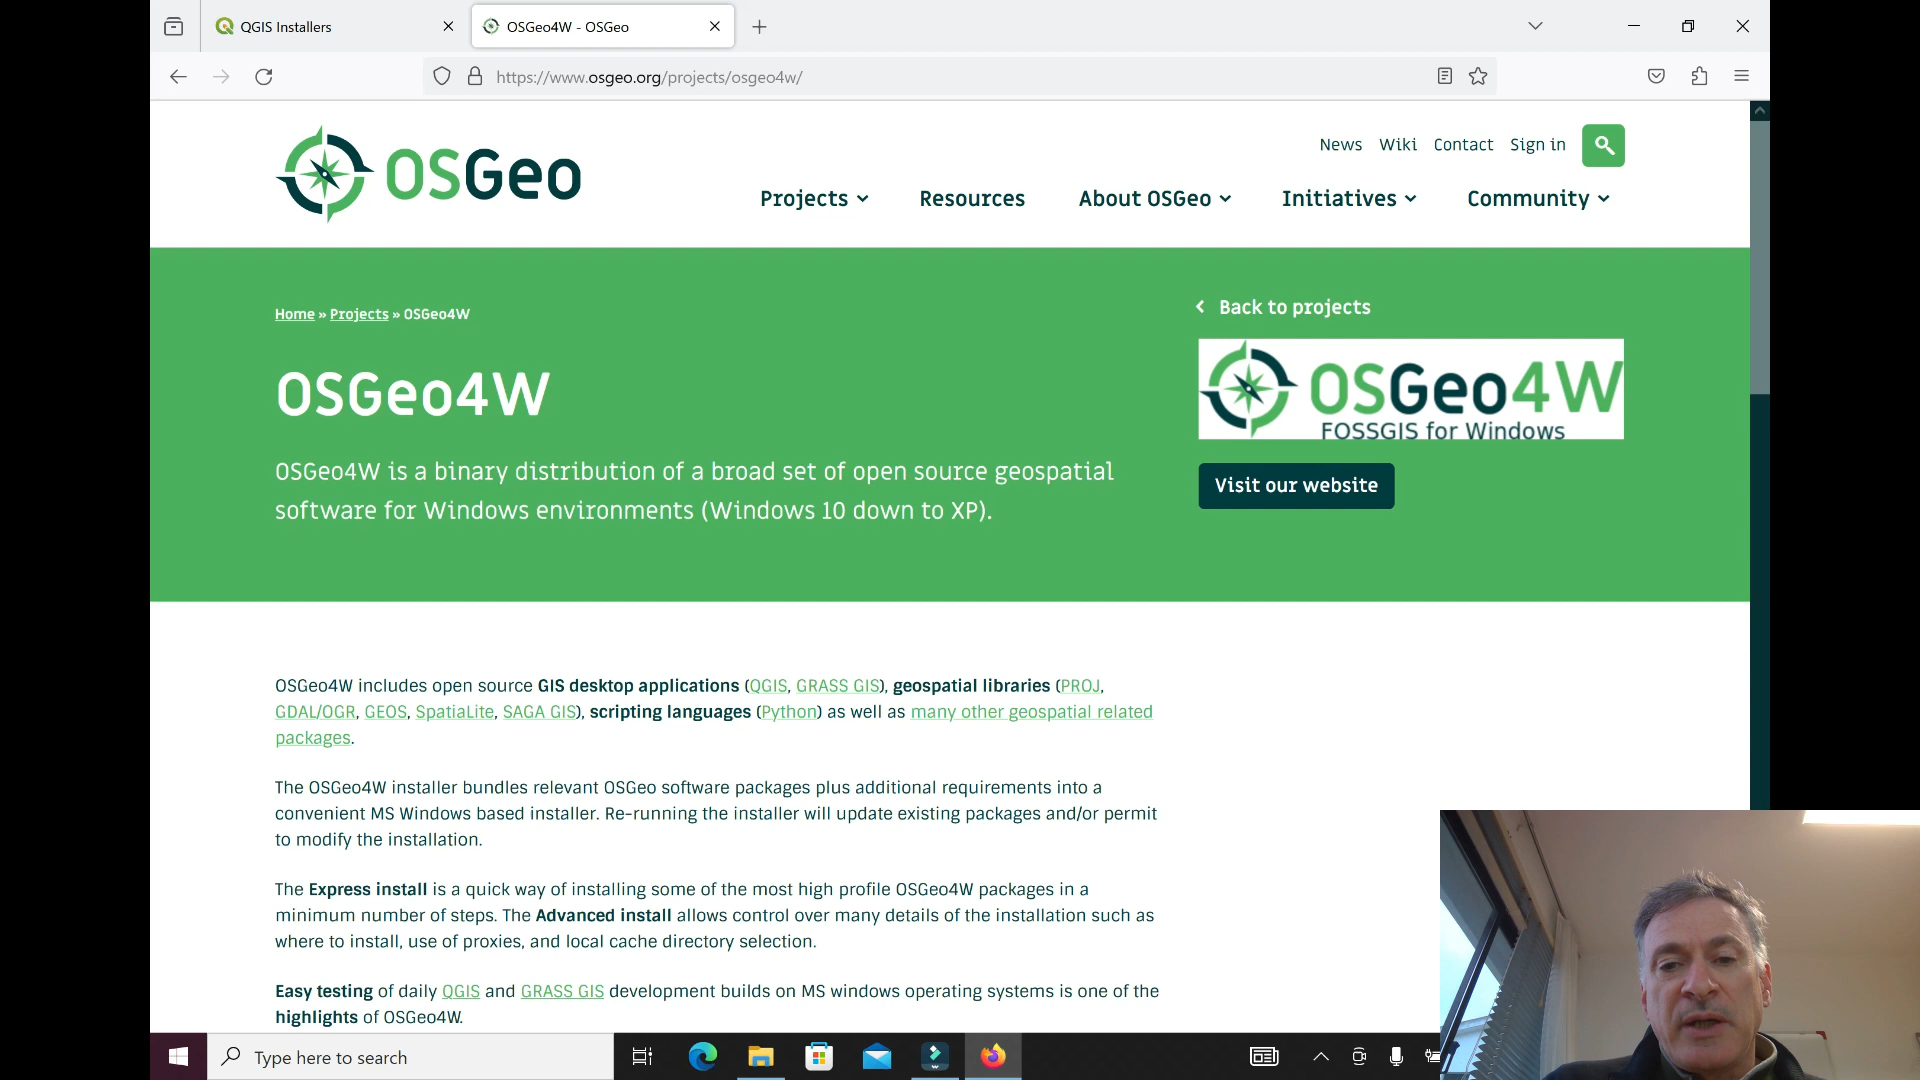 QGIS Installers
OSGeo4W - OSGeo
https://www.osgeo.org/projects/osgeo4w/
OSGeo
News Wiki Contact Sign in
Projects Resources About OSGeo Initiatives Community
Home » Projects » OSGeo4W
Back to projects
OSGeo4W
OSGeo4W
FOSSGIS for Windows
OSGeo4W is a binary distribution of a broad set of open source geospatial
software for Windows environments (Windows 10 down to XP).
Visit our website
OSGeo4W includes open source GIS desktop applications (QGIS, GRASS GIS), geospatial libraries (PROJ,
GDAL/OGR, GEOS, SpatiaLite, SAGA GIS), scripting languages (Python) as well as many other geospatial related
packages.
The OSGeo4W installer bundles relevant OSGeo software packages plus additional requirements into a
convenient MS Windows based installer. Re-running the installer will update existing packages and/or permit
to modify the installation.
The Express install is a quick way of installing some of the most high profile OSGeo4W packages in a
minimum number of steps. The Advanced install allows control over many details of the installation such as
where to install, use of proxies, and local cache directory selection.
Easy testing of daily QGIS and GRASS GIS development builds on MS windows operating systems is one of the
highlights of OSGeo4W.
Type here to search